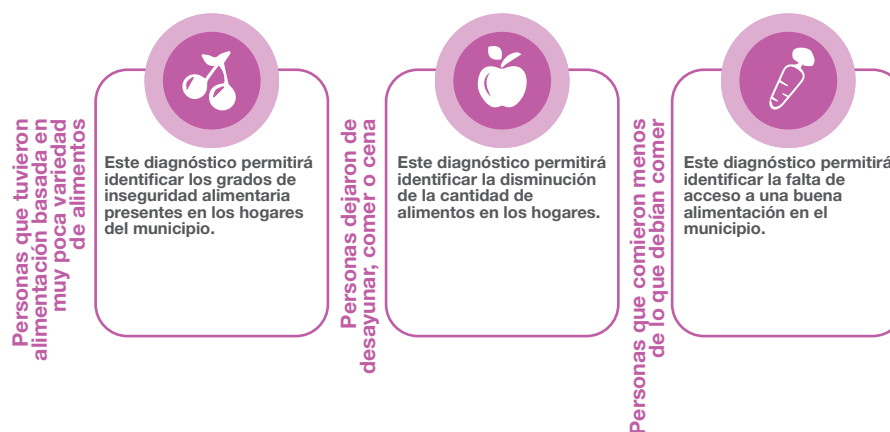 Personas que tuvieron
alimentación basada en
muy poca variedad
de alimentos
Este diagnóstico permitirá
identificar los grados de
inseguridad alimentaria
presentes en los hogares
del municipio.
Personas dejaron de
desayunar, comer o cena
Este diagnóstico permitirá
identificar la disminución
de la cantidad de
alimentos en los hogares.
Personas que comieron menos
de lo que debían comer
Este diagnóstico permitirá
identificar la falta de
acceso a una buena
alimentación en el
municipio.